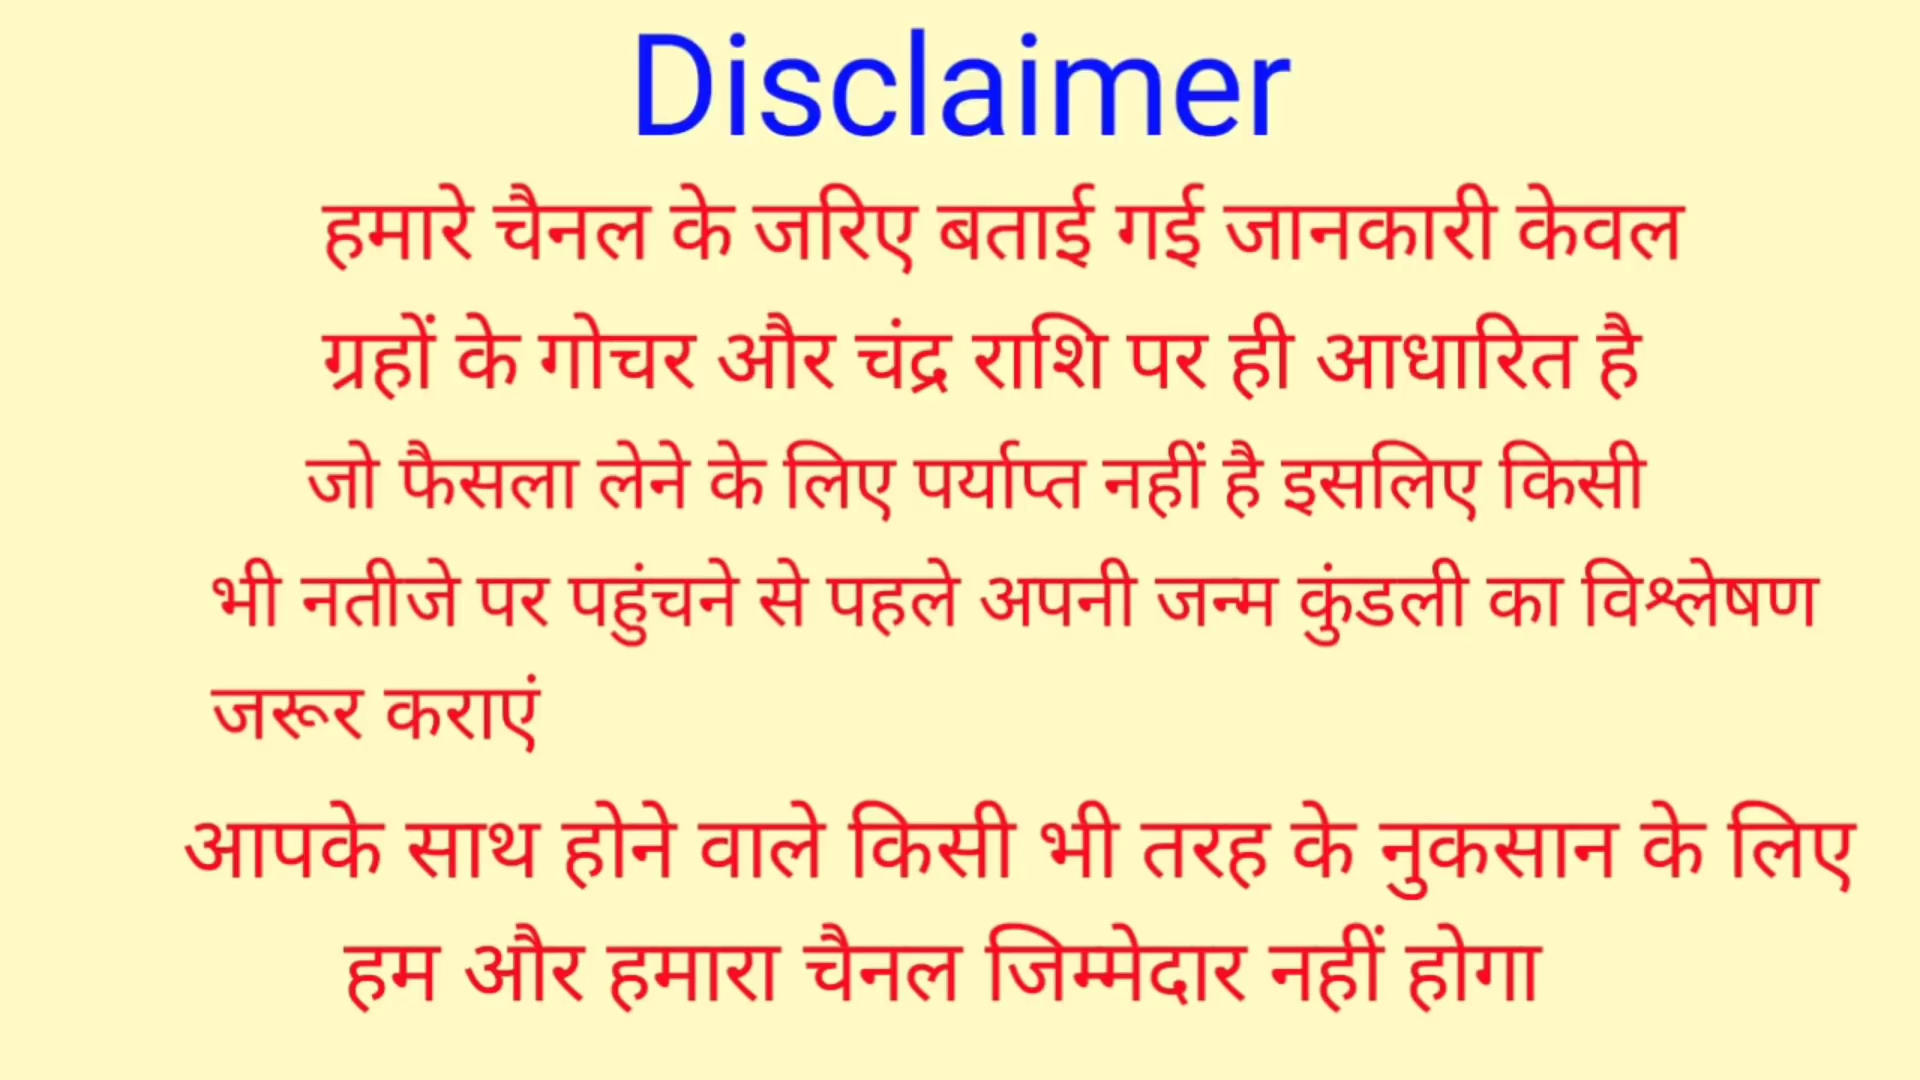 Disclaimer
हमारे चैनल के जरिए बताई गई जानकारी केवल
ग्रहों के गोचर और चंद्र राशि पर ही आधारित है
जो फैसला लेने के लिए पर्याप्त नहीं है इसलिए किसी
भी नतीजे पर पहुंचने से पहले अपनी जन्म कुंडली का विश्लेषण
जरूर कराएं
आपके साथ होने वाले किसी भी तरह के नुकसान के लिए
हम और हमारा चैनल जिम्मेदार नहीं होगा